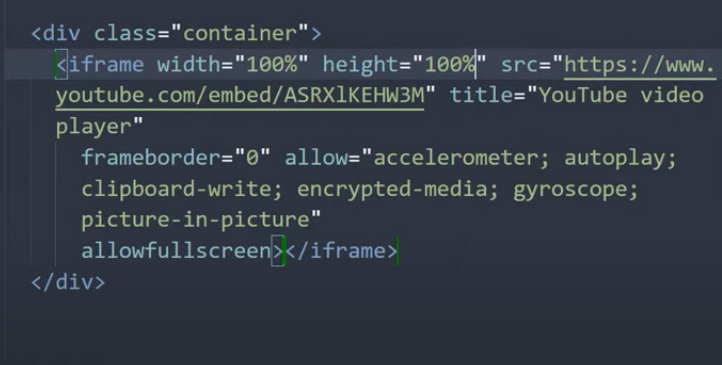 <div class="container">
<iframe width="100%" height="100%" src="https://www.
youtube.com/embed/ASRXlKEHW3M" title="YouTube video
player"
frameborder="0" allow="accelerometer; autoplay;
clipboard-write; encrypted-media; gyroscope;
picture-in-picture"
allowfullscreen></iframe>
</div>